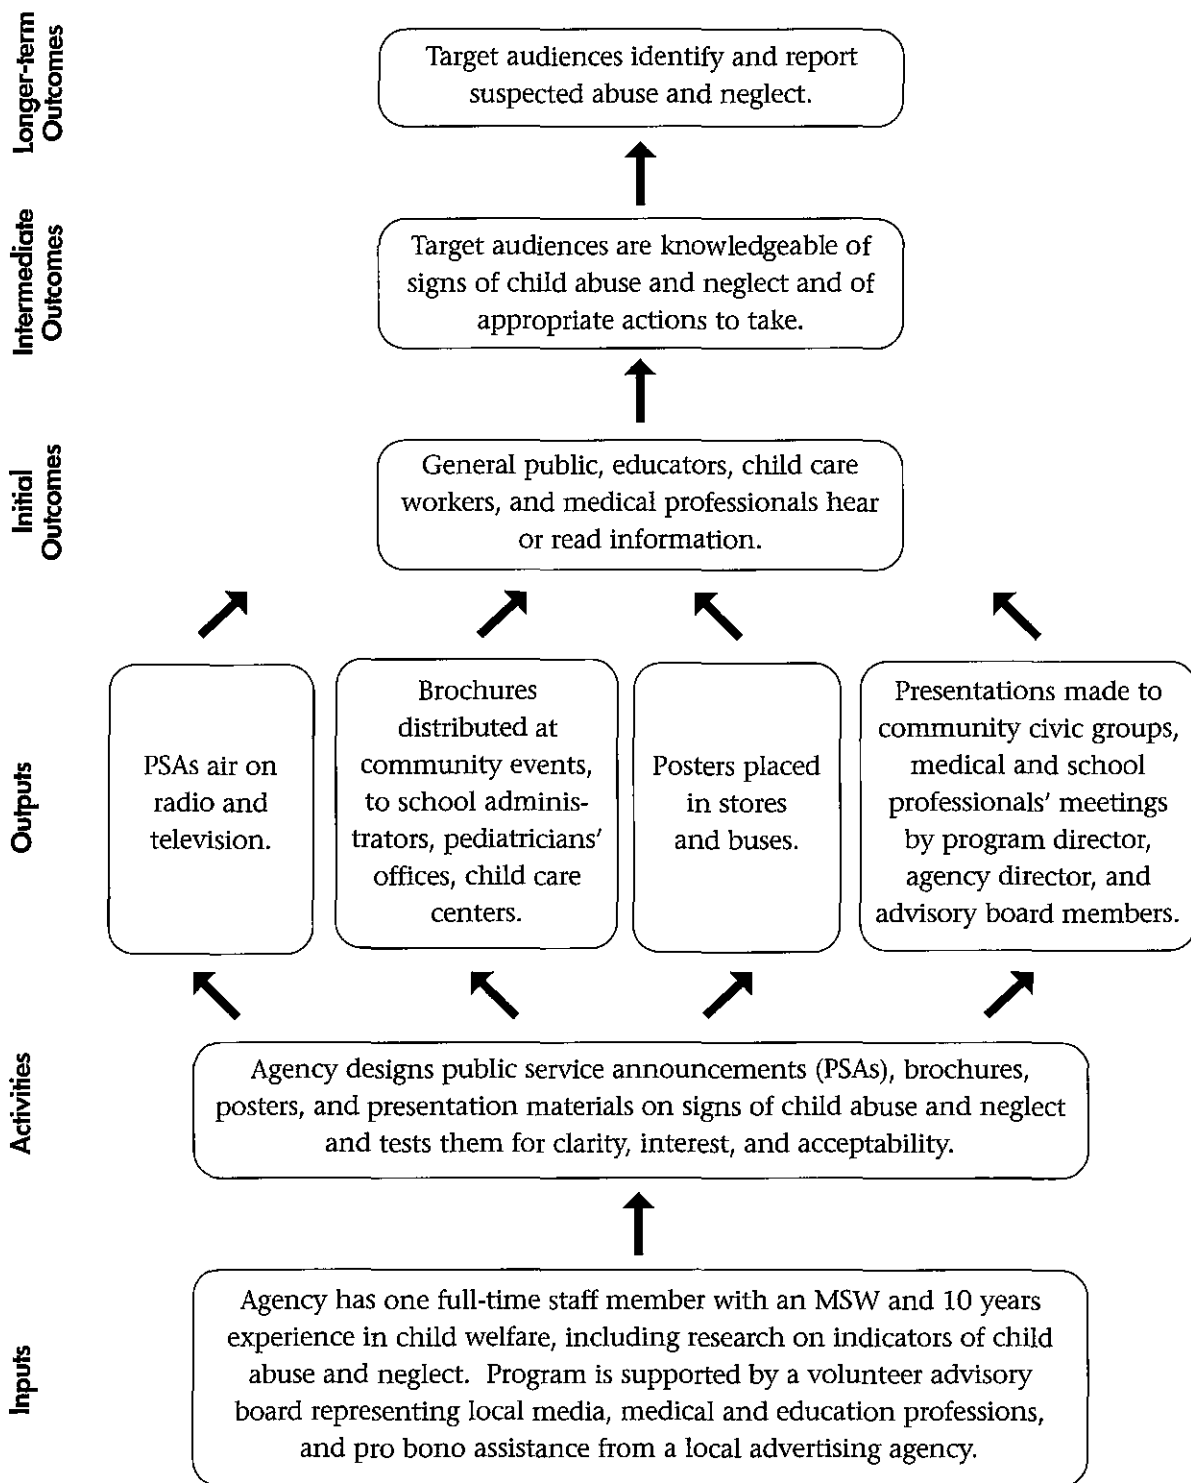 Longer-term
Outcomes
Target audiences identify and report
suspected abuse and neglect.
Intermediate
Outcomes
Target audiences are knowledgeable of
signs of child abuse and neglect and of
appropriate actions to take.
Initial
Outcomes
General public, educators, child care
workers, and medical professionals hear
or read information.
Outputs
PSAs air on
radio and
television.
Brochures
distributed at
community events,
to school adminis-
trators, pediatricians'
offices, child care
centers.
Posters placed
in stores
and buses.
Presentations made to
community civic groups,
medical and school
professionals' meetings
by program director,
agency director, and
advisory board members.
Activities
Agency designs public service announcements (PSAs), brochures,
posters, and presentation materials on signs of child abuse and neglect
and tests them for clarity, interest, and acceptability.
Inputs
Agency has one full-time staff member with an MSW and 10 years
experience in child welfare, including research on indicators of child
abuse and neglect. Program is supported by a volunteer advisory
board representing local media, medical and education professions,
and pro bono assistance from a local advertising agency.